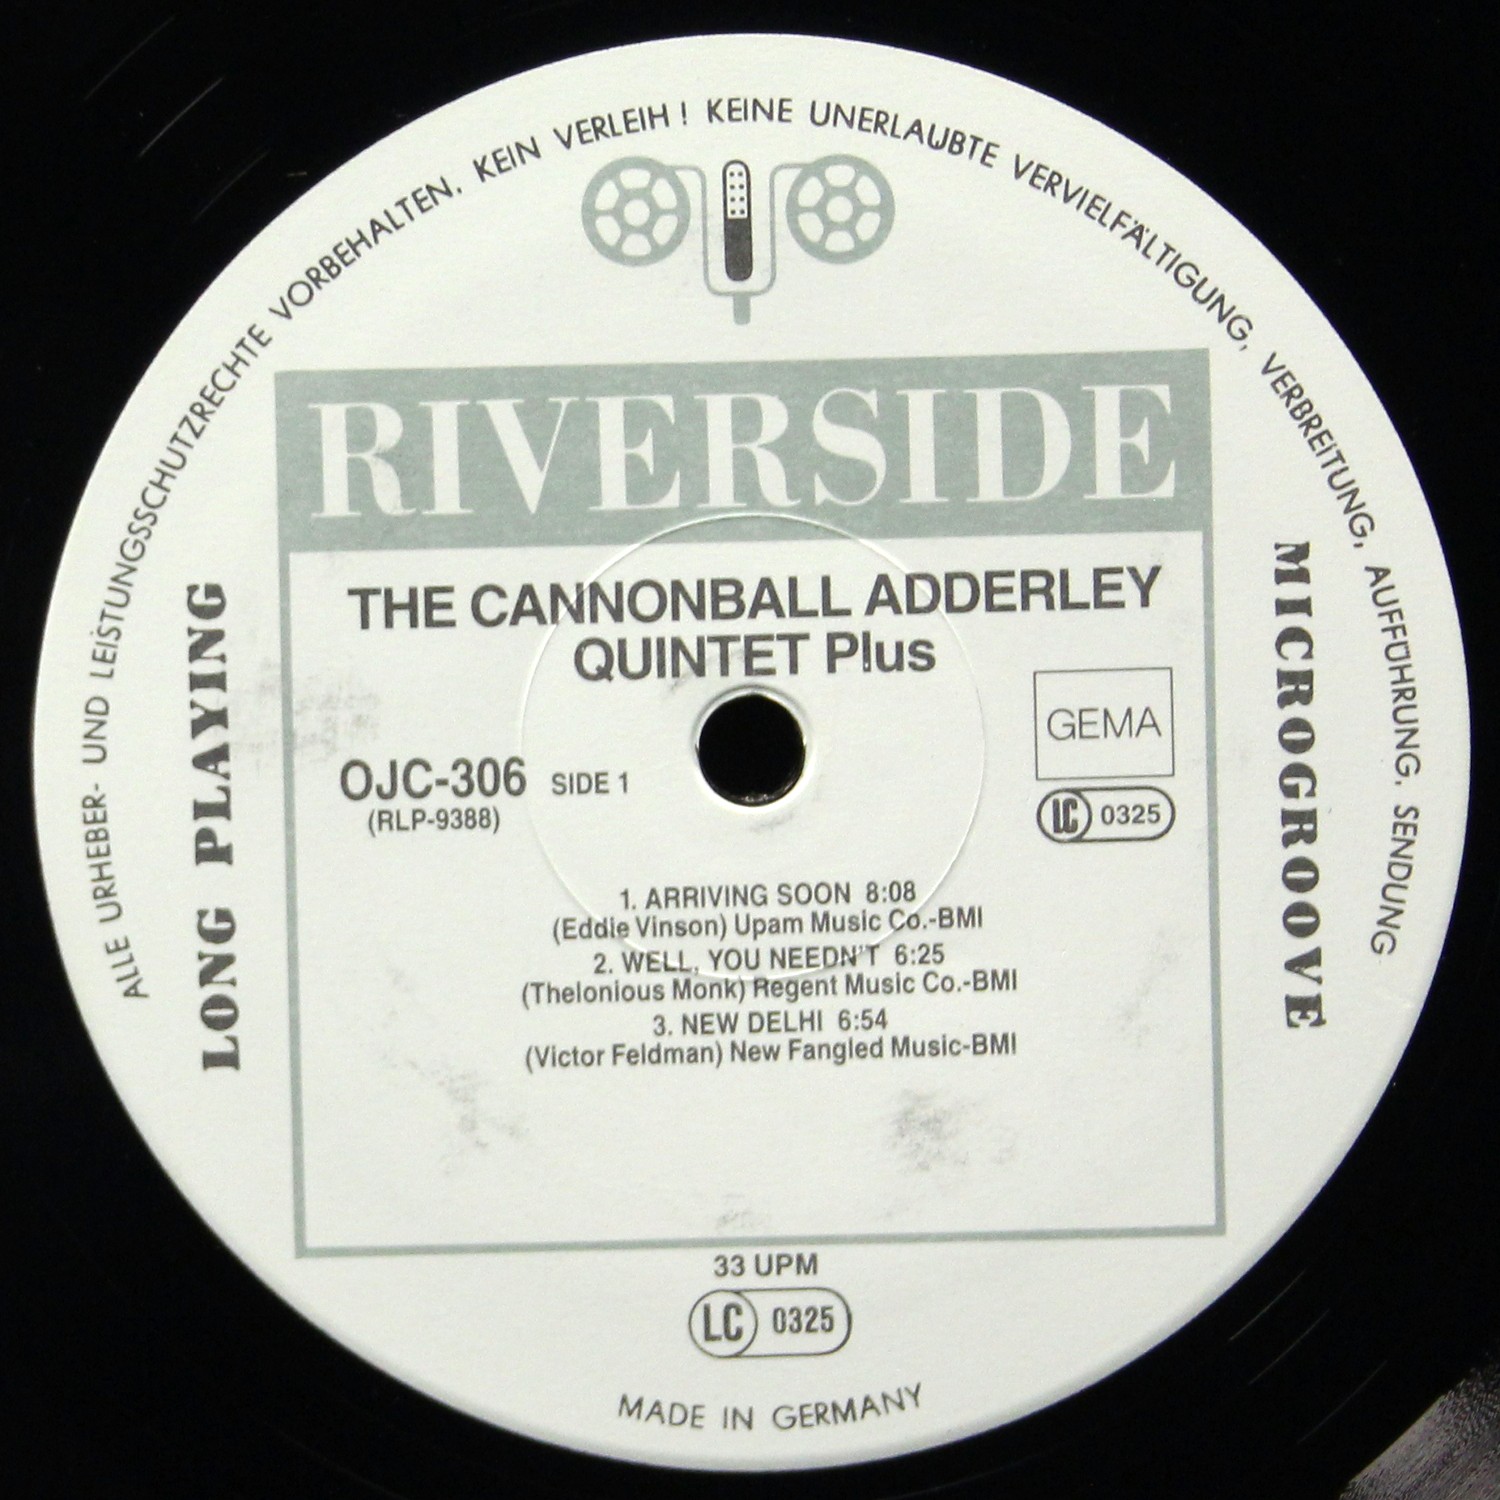 ALLE URHEBER- UND LEISTUNGSSCHUTZRECHTE VORBEHALTEN. KEIN VERLEIH! KEINE UNERLAUBTE VERVIELFÄLTIGUNG, VERBREITUNG, AUFFÜHRUNG, SENDUNG
RIVERSIDE
LONG PLAYING
MICROGROOVE
THE CANNONBALL ADDERLEY
QUINTET Plus
GEMA
OJC-306 SIDE 1
(RLP-9388)
LC 0325
1. ARRIVING SOON 8:08
(Eddie Vinson) Upam Music Co.-BMI
2. WELL, YOU NEEDN'T 6:25
(Thelonious Monk) Regent Music Co.-BMI
3. NEW DELHI 6:54
(Victor Feldman) New Fangled Music-BMI
33 UPM
LC 0325
MADE IN GERMANY